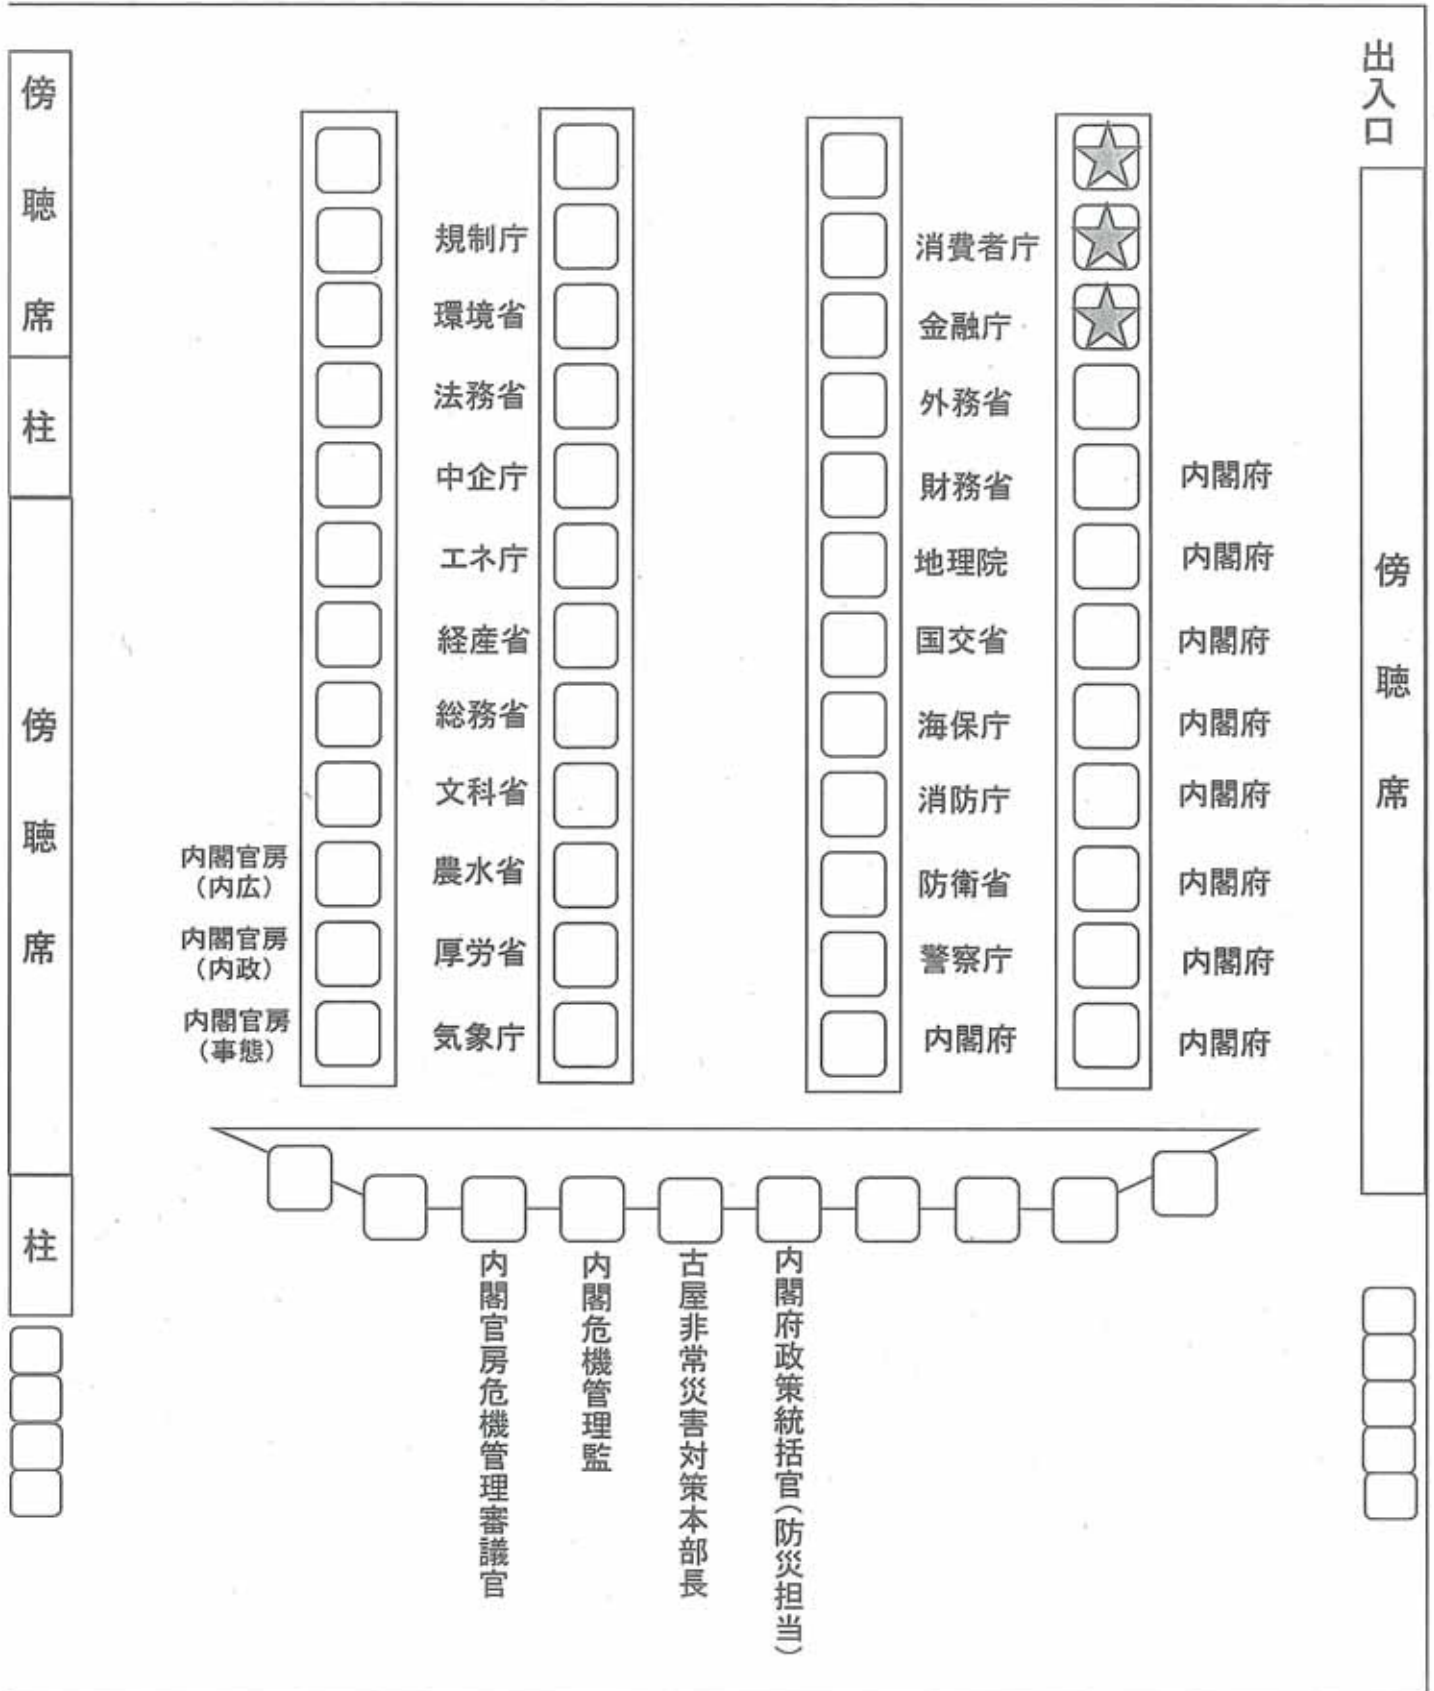 出入口
傍聴席
柱
傍聴席
柱
内閣官房
（内広）
内閣官房
（内政）
内閣官房
（事態）
規制庁
環境省
法務省
中企庁
エネ庁
経産省
総務省
文科省
農水省
厚労省
気象庁
消費者庁
金融庁
外務省
財務省
地理院
国交省
海保庁
消防庁
防衛省
警察庁
内閣府
内閣府
内閣府
内閣府
内閣府
内閣府
内閣府
内閣府
内閣府
傍聴席
内閣官房危機管理審議官
内閣危機管理監
古屋非常災害対策本部長
内閣府政策統括官（防災担当）